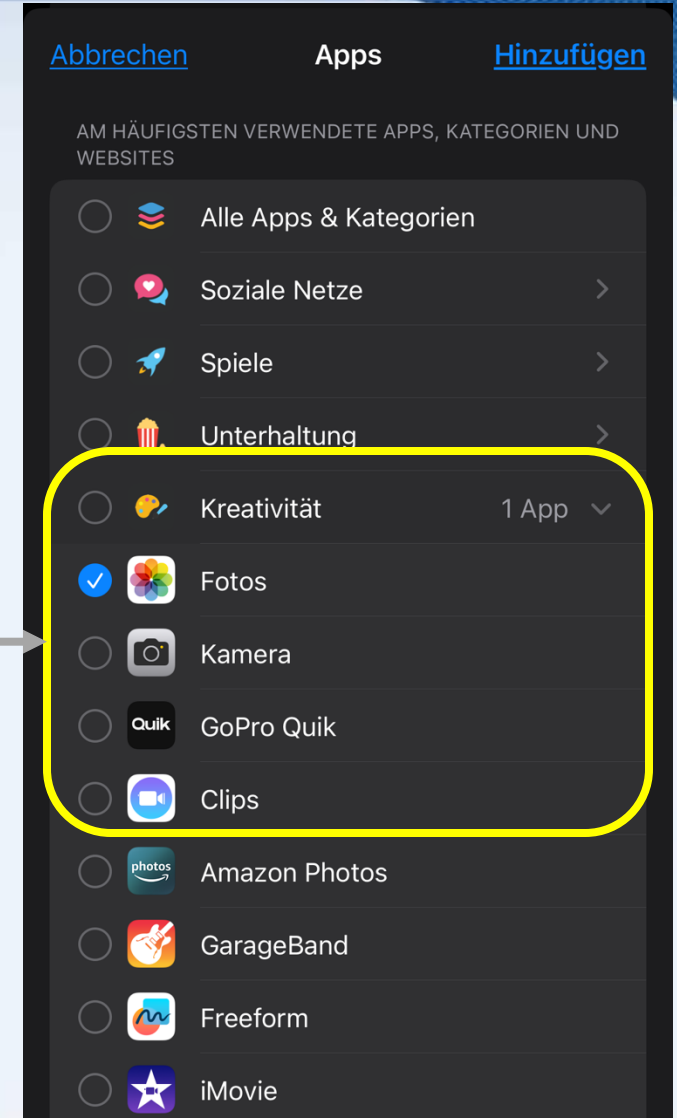 Abbrechen Apps Hinzufügen
AM HÄUFIGSTEN VERWENDETE APPS, KATEGORIEN UND
WEBSITES
Alle Apps & Kategorien
Soziale Netze
Spiele
Unterhaltung
Kreativität 1 App
Fotos
Kamera
Quik GoPro Quik
Clips
photos Amazon Photos
GarageBand
Freeform
iMovie